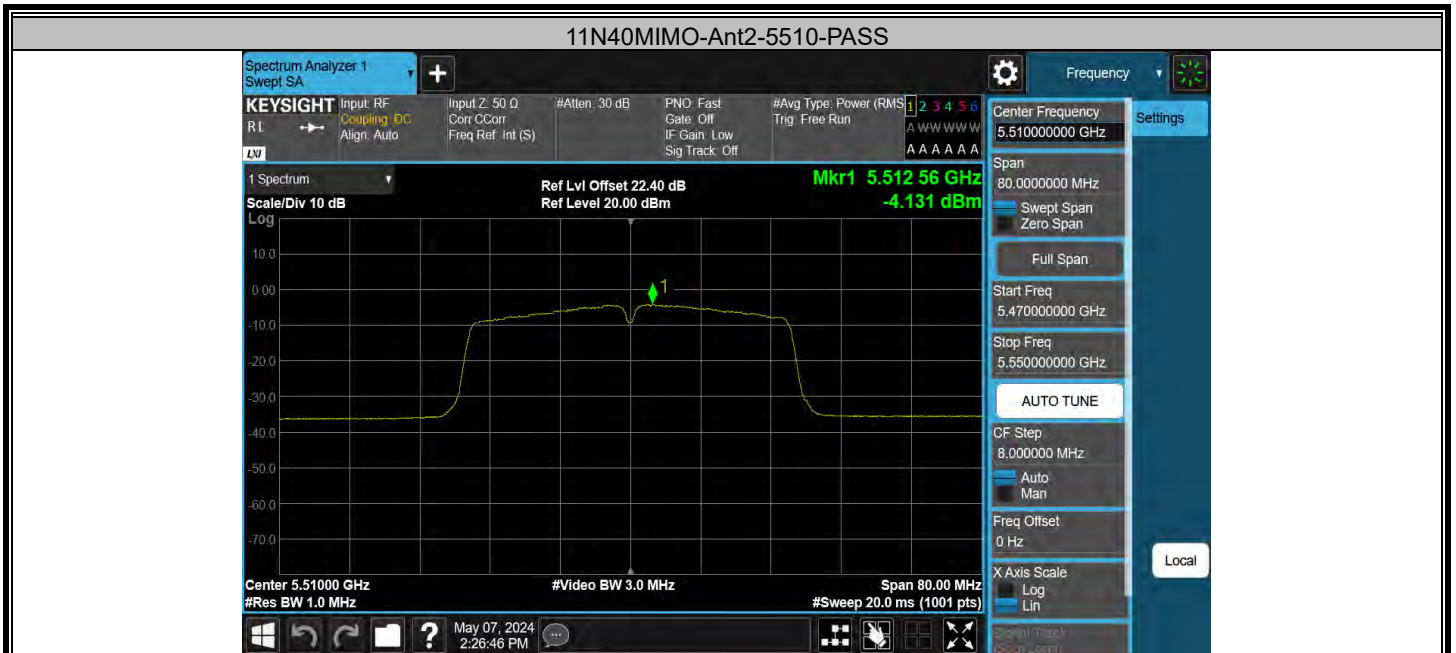 11N40MIMO-Ant2-5510-PASS
Spectrum Analyzer 1
Swept SA
Frequency
KEYSIGHT
RL
LXI
Input: RF
Coupling: DC
Align: Auto
Input Z: 50 Ω
Corr CCorr
Freq Ref: Int (S)
#Atten: 30 dB
PNO: Fast
Gate: Off
IF Gain: Low
Sig Track: Off
#Avg Type: Power (RMS
Trig: Free Run
1 2 3 4 5 6
A W W W W W
A A A A A A
1 Spectrum
Scale/Div 10 dB
Log
Ref Lvl Offset 22.40 dB
Ref Level 20.00 dBm
Mkr1 5.512 56 GHz
-4.131 dBm
10.0
0.00
-10.0
-20.0
-30.0
-40.0
-50.0
-60.0
-70.0
1
Center 5.51000 GHz
#Res BW 1.0 MHz
#Video BW 3.0 MHz
Span 80.00 MHz
#Sweep 20.0 ms (1001 pts)
Center Frequency
5.510000000 GHz
Settings
Span
80.0000000 MHz
Swept Span
Zero Span
Full Span
Start Freq
5.470000000 GHz
Stop Freq
5.550000000 GHz
AUTO TUNE
CF Step
8.000000 MHz
Auto
Man
Freq Offset
0 Hz
X Axis Scale
Log
Lin
Signal Track
Local
?
May 07, 2024
2:26:46 PM